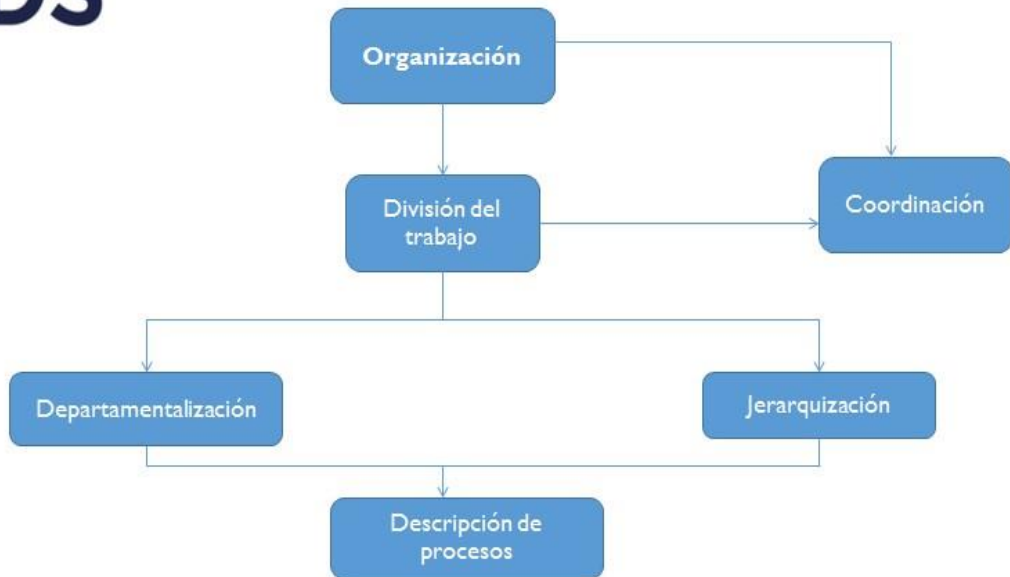 Organización
División del
trabajo
Coordinación
Departamentalización
Jerarquización
Descripción de
procesos